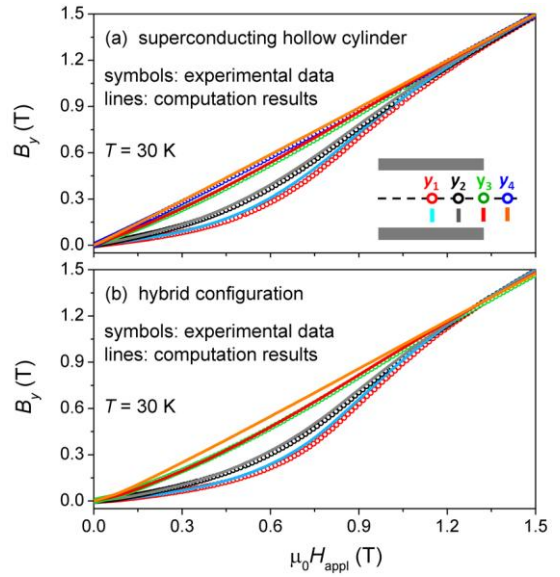 1.5
(a) superconducting hollow cylinder
symbols: experimental data
1.2
lines: computation results
0.9
B_y (T)
T = 30 K
0.6
y₁ y₂ y₃ y₄
0.3
0.0
1.5
(b) hybrid configuration
1.2
symbols: experimental data
lines: computation results
0.9
B_y (T)
T = 30 K
0.6
0.3
0.0
0.0 0.3 0.6 0.9 1.2 1.5
μ₀H_appl (T)